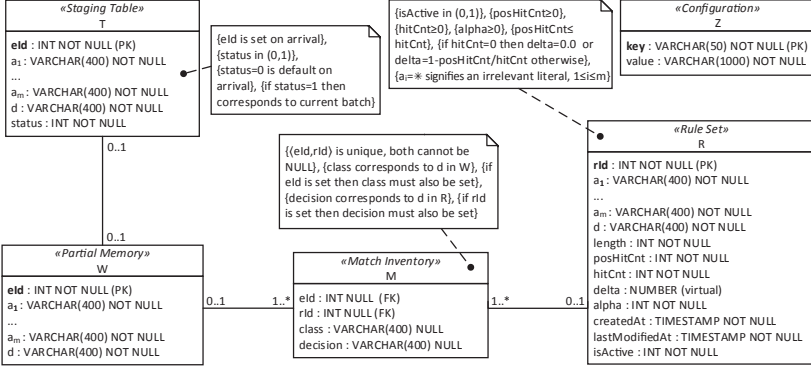 «Staging Table»
T
eId : INT NOT NULL (PK)
a₁ : VARCHAR(400) NOT NULL
...
aₘ : VARCHAR(400) NOT NULL
d : VARCHAR(400) NOT NULL
status : INT NOT NULL
{eId is set on arrival},
{status in (0,1)},
{status=0 is default on
arrival}, {if status=1 then
corresponds to current batch}
{isActive in (0,1)}, {posHitCnt≥0},
{hitCnt≥0}, {alpha≥0}, {posHitCnt≤
hitCnt}, {if hitCnt=0 then delta=0.0 or
delta=1-posHitCnt/hitCnt otherwise},
{aᵢ=∗ signifies an irrelevant literal, 1≤i≤m}
«Configuration»
Z
key : VARCHAR(50) NOT NULL (PK)
value : VARCHAR(1000) NOT NULL
0..1
0..1
{⟨eId,rId⟩ is unique, both cannot be
NULL}, {class corresponds to d in W}, {if
eId is set then class must also be set},
{decision corresponds to d in R}, {if rId
is set then decision must also be set}
«Rule Set»
R
rId : INT NOT NULL (PK)
a₁ : VARCHAR(400) NOT NULL
...
aₘ : VARCHAR(400) NOT NULL
d : VARCHAR(400) NOT NULL
length : INT NOT NULL
posHitCnt : INT NOT NULL
hitCnt : INT NOT NULL
delta : NUMBER (virtual)
alpha : INT NOT NULL
createdAt : TIMESTAMP NOT NULL
lastModifiedAt : TIMESTAMP NOT NULL
isActive : INT NOT NULL
«Partial Memory»
W
eId : INT NOT NULL (PK)
a₁ : VARCHAR(400) NOT NULL
...
aₘ : VARCHAR(400) NOT NULL
d : VARCHAR(400) NOT NULL
0..1
1..*
«Match Inventory»
M
eId : INT NULL (FK)
rId : INT NULL (FK)
class : VARCHAR(400) NULL
decision : VARCHAR(400) NULL
1..*
0..1